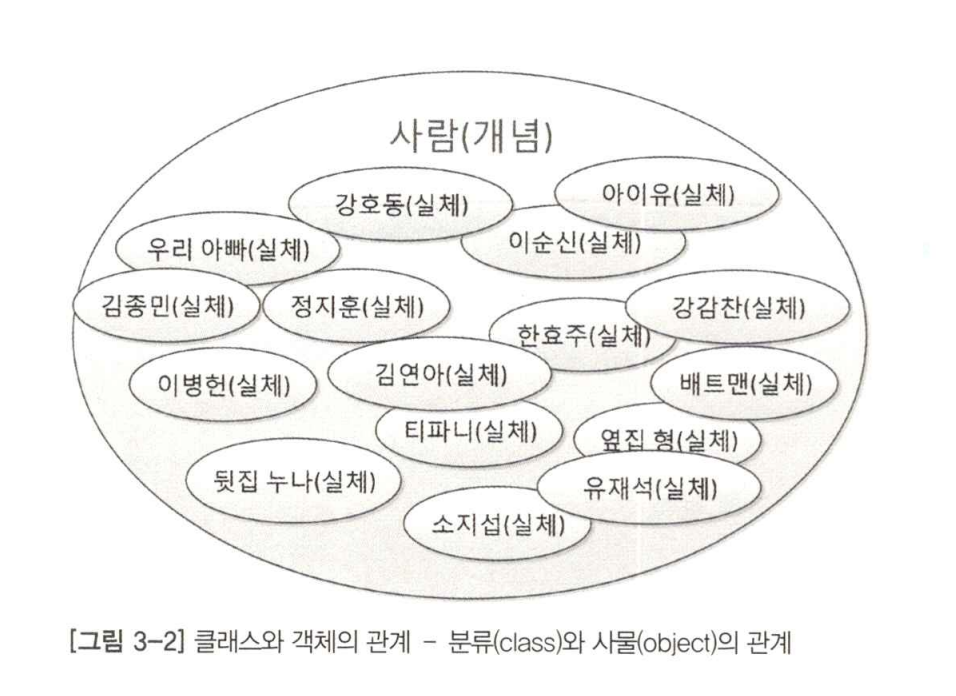 사람(개념)
강호동(실체)
아이유(실체)
우리 아빠(실체)
이순신(실체)
김종민(실체)
정지훈(실체)
한효주(실체)
강감찬(실체)
이병헌(실체)
김연아(실체)
배트맨(실체)
티파니(실체)
옆집 형(실체)
뒷집 누나(실체)
유재석(실체)
소지섭(실체)
[그림 3-2] 클래스와 객체의 관계 - 분류(class)와 사물(object)의 관계